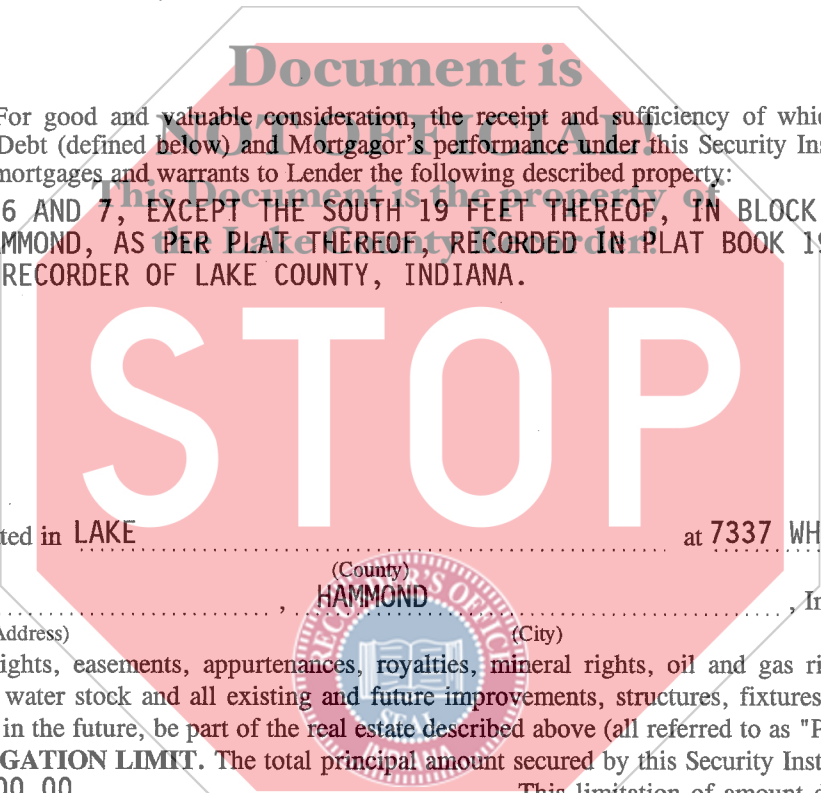 Document is
For good and valuable consideration, the receipt and sufficiency of whi
NOT OFFICIAL!
Debt (defined below) and Mortgagor's performance under this Security Ins
mortgages and warrants to Lender the following described property:
This Document is the property of
6 AND 7, EXCEPT THE SOUTH 19 FEET THEREOF, IN BLOCK
the Lake County Recorder!
MMOND, AS PER PLAT THEREOF, RECORDED IN PLAT BOOK 19
RECORDER OF LAKE COUNTY, INDIANA.
STOP
ted in LAKE at 7337 WH
(County)
, HAMMOND , In
Address) (City)
RECORDER'S OFFICE
ights, easements, appurtenances, royalties, mineral rights, oil and gas ri
water stock and all existing and future improvements, structures, fixtures
in the future, be part of the real estate described above (all referred to as "P
SEAL
GATION LIMIT. The total principal amount secured by this Security Inst
INDIANA
00.00 This limitation of amount d